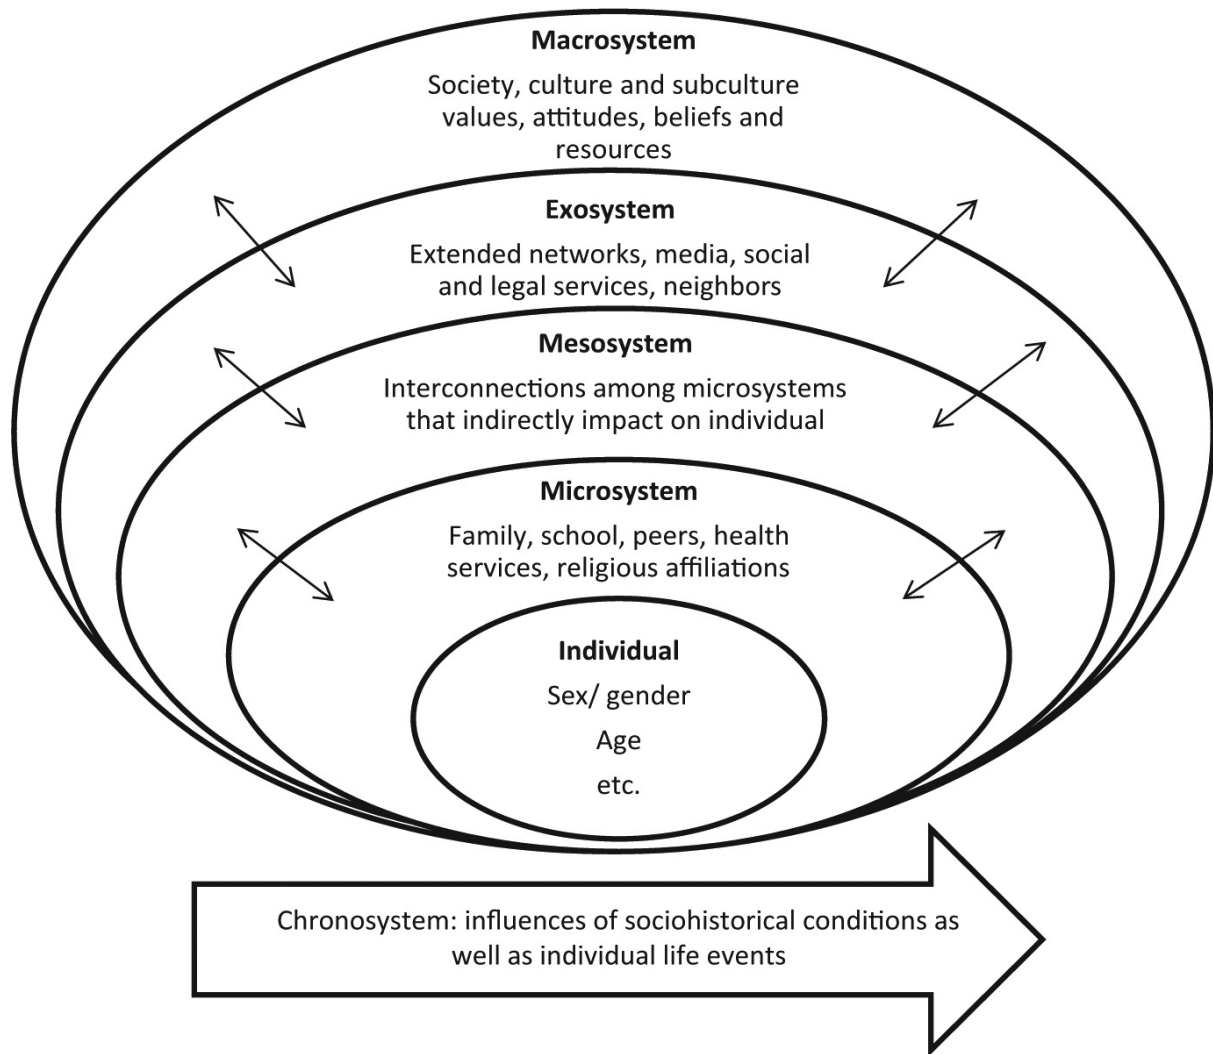 Macrosystem
Society, culture and subculture
values, attitudes, beliefs and
resources
Exosystem
Extended networks, media, social
and legal services, neighbors
Mesosystem
Interconnections among microsystems
that indirectly impact on individual
Microsystem
Family, school, peers, health
services, religious affiliations
Individual
Sex/ gender
Age
etc.
Chronosystem: influences of sociohistorical conditions as
well as individual life events